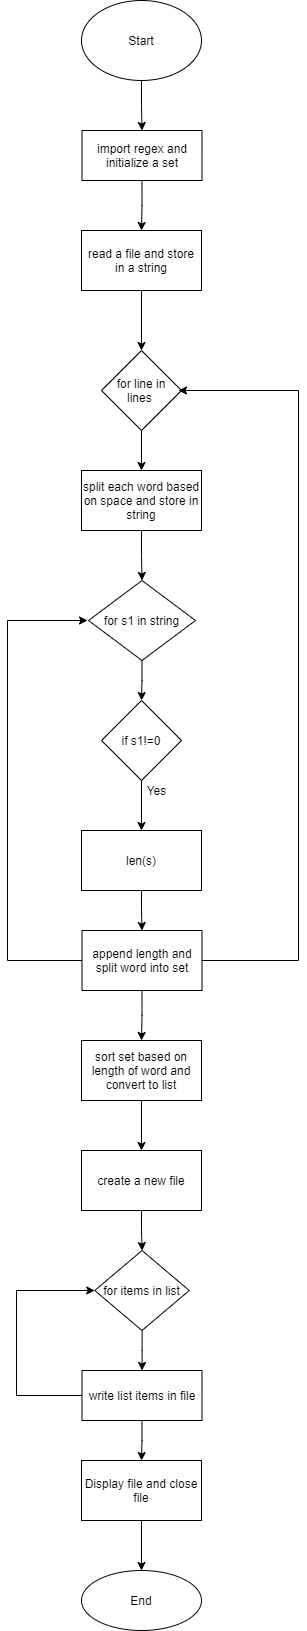 Start
import regex and
initialize a set
read a file and store
in a string
for line in
lines
split each word based
on space and store in
string
for s1 in string
if s1!=0
Yes
len(s)
append length and
split word into set
sort set based on
length of word and
convert to list
create a new file
for items in list
write list items in file
Display file and close
file
End